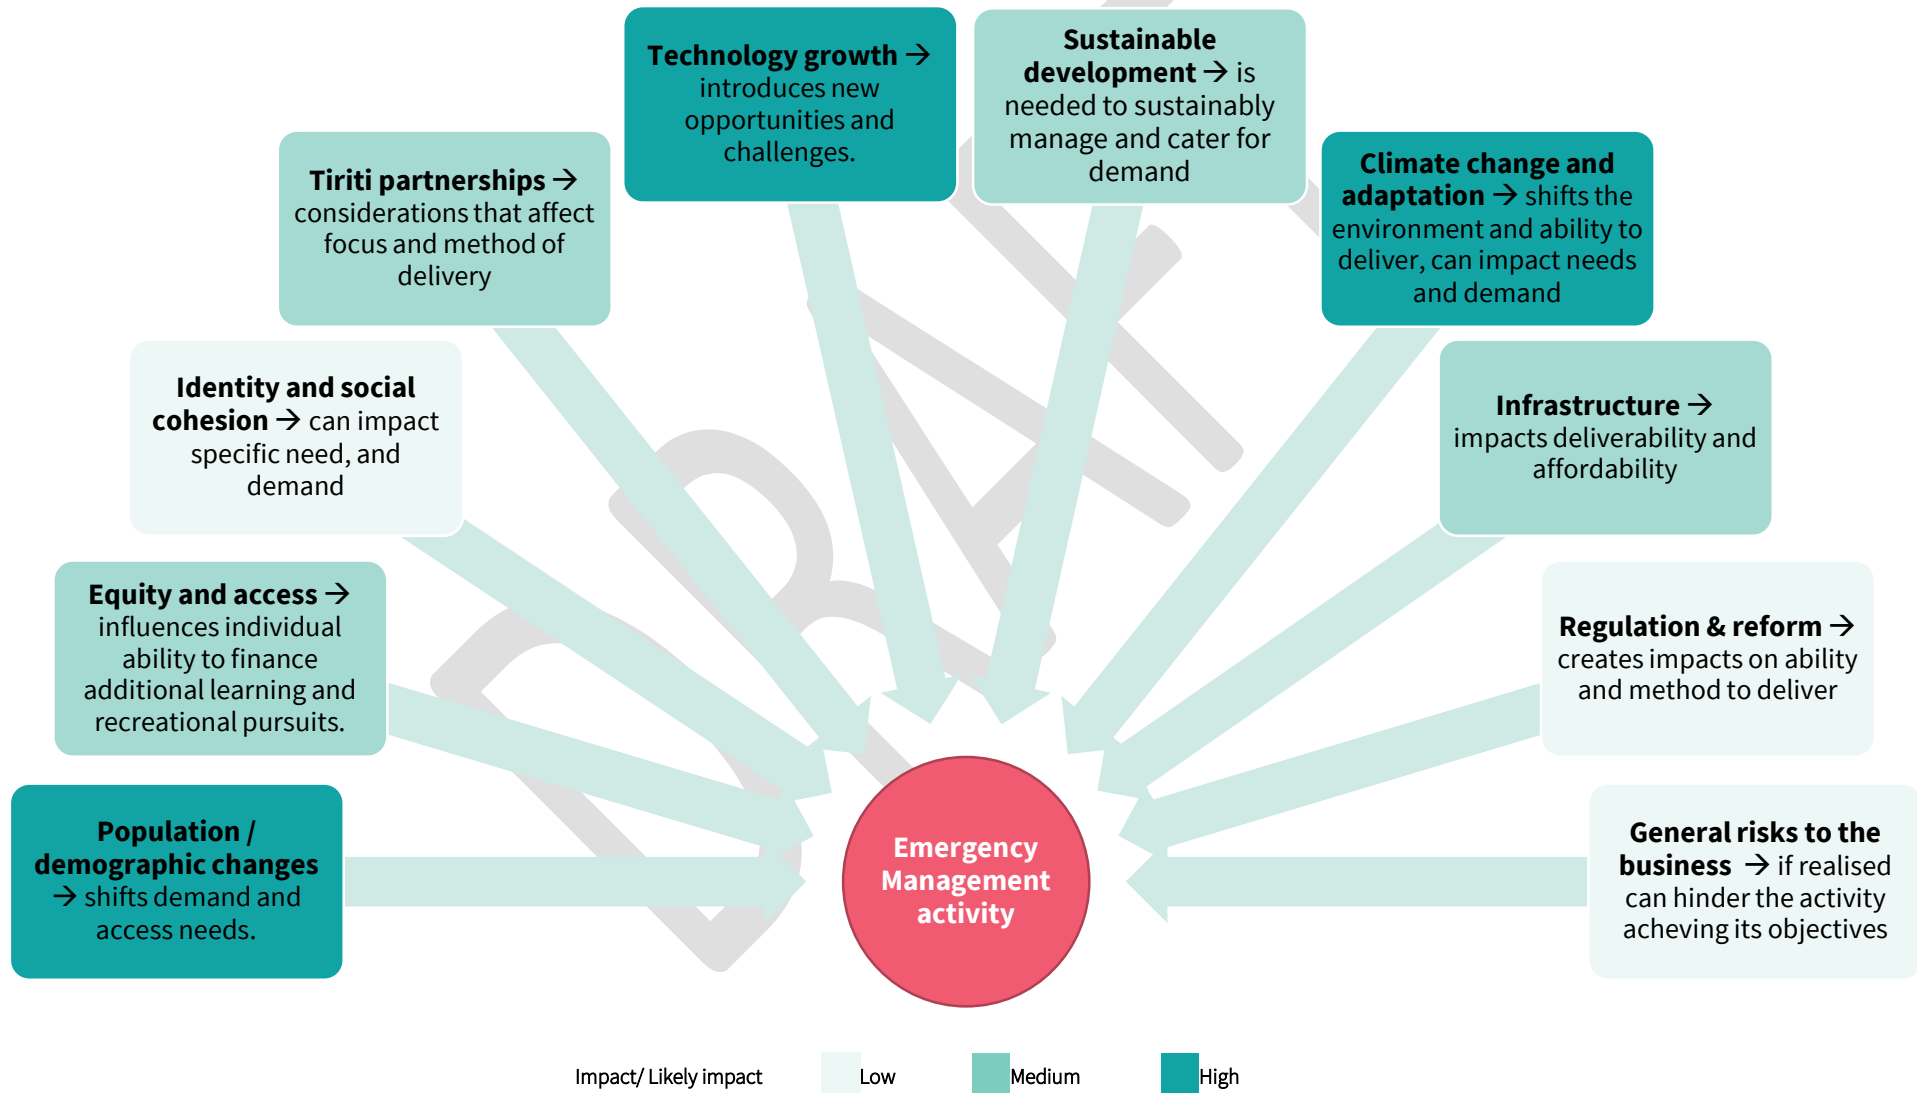 Technology growth →
introduces new
opportunities and
challenges.
Sustainable
development → is
needed to sustainably
manage and cater for
demand
Tiriti partnerships →
considerations that affect
focus and method of
delivery
Climate change and
adaptation → shifts the
environment and ability to
deliver, can impact needs
and demand
Identity and social
cohesion → can impact
specific need, and
demand
Infrastructure →
impacts deliverability and
affordability
Equity and access →
influences individual
ability to finance
additional learning and
recreational pursuits.
Regulation & reform →
creates impacts on ability
and method to deliver
Population /
demographic changes
→ shifts demand and
access needs.
General risks to the
business → if realised
can hinder the activity
acheving its objectives
Emergency
Management
activity
DRAFT
Impact/ Likely impact Low Medium High